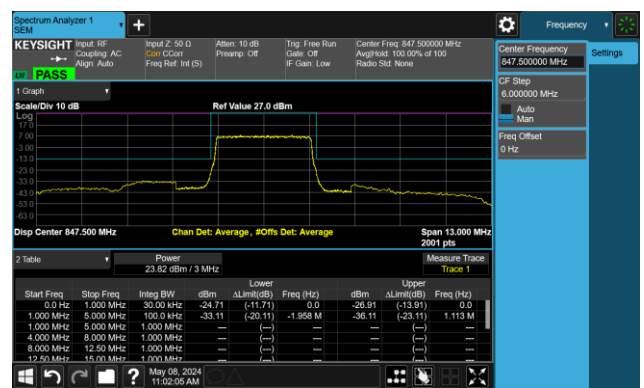 Spectrum Analyzer 1
SEM
Frequency
KEYSIGHT
Input: RF
Coupling: AC
Align: Auto
Input Z: 50 Ω
Corr CCorr
Freq Ref: Int (S)
Atten: 10 dB
Preamp: Off
Trig: Free Run
Gate: Off
IF Gain: Low
Center Freq: 847.500000 MHz
Avg|Hold: 100.00% of 100
Radio Std: None
LW PASS
Center Frequency
847.500000 MHz
Settings
CF Step
6.000000 MHz
Auto
Man
Freq Offset
0 Hz
1 Graph
Scale/Div 10 dB
Ref Value 27.0 dBm
Log
17.0
7.00
-3.00
-13.0
-23.0
-33.0
-43.0
-53.0
-63.0
Disp Center 847.500 MHz
Chan Det: Average , #Offs Det: Average
Span 13.000 MHz
2001 pts
2 Table
Power
23.82 dBm / 3 MHz
Measure Trace
Trace 1
Lower Upper
Start Freq Stop Freq Integ BW dBm ΔLimit(dB) Freq (Hz) dBm ΔLimit(dB) Freq (Hz)
0.0 Hz 1.000 MHz 30.00 kHz -24.71 (-11.71) 0.0 -26.91 (-13.91) 0.0
1.000 MHz 5.000 MHz 100.0 kHz -33.11 (-20.11) -1.958 M -36.11 (-23.11) 1.113 M
1.000 MHz 5.000 MHz 1.000 MHz --- (---) --- --- (---) ---
4.000 MHz 8.000 MHz 1.000 MHz --- (---) --- --- (---) ---
8.000 MHz 12.50 MHz 1.000 MHz --- (---) --- --- (---) ---
12.50 MHz 15.00 MHz 1.000 MHz --- (---) --- --- (---) ---
?
May 08, 2024
11:02:05 AM